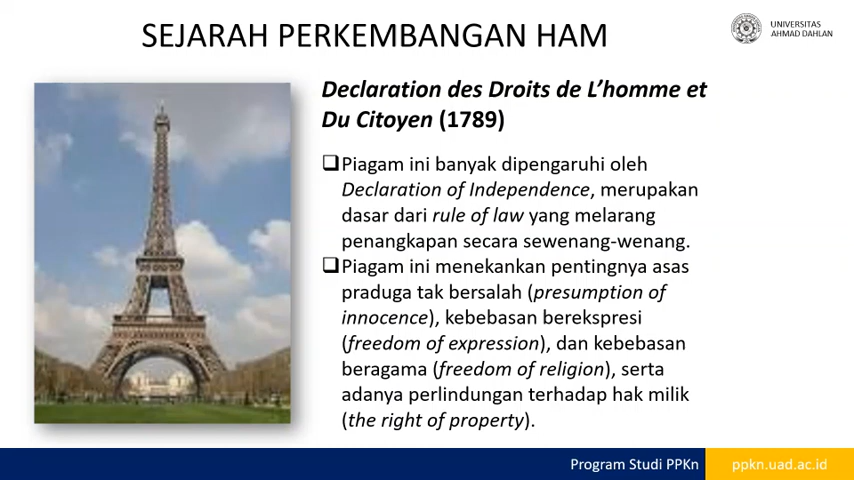 SEJARAH PERKEMBANGAN HAM
UNIVERSITAS
AHMAD DAHLAN
Declaration des Droits de L’homme et
Du Citoyen (1789)
❑Piagam ini banyak dipengaruhi oleh
Declaration of Independence, merupakan
dasar dari rule of law yang melarang
penangkapan secara sewenang-wenang.
❑Piagam ini menekankan pentingnya asas
praduga tak bersalah (presumption of
innocence), kebebasan berekspresi
(freedom of expression), dan kebebasan
beragama (freedom of religion), serta
adanya perlindungan terhadap hak milik
(the right of property).
Program Studi PPKn
ppkn.uad.ac.id